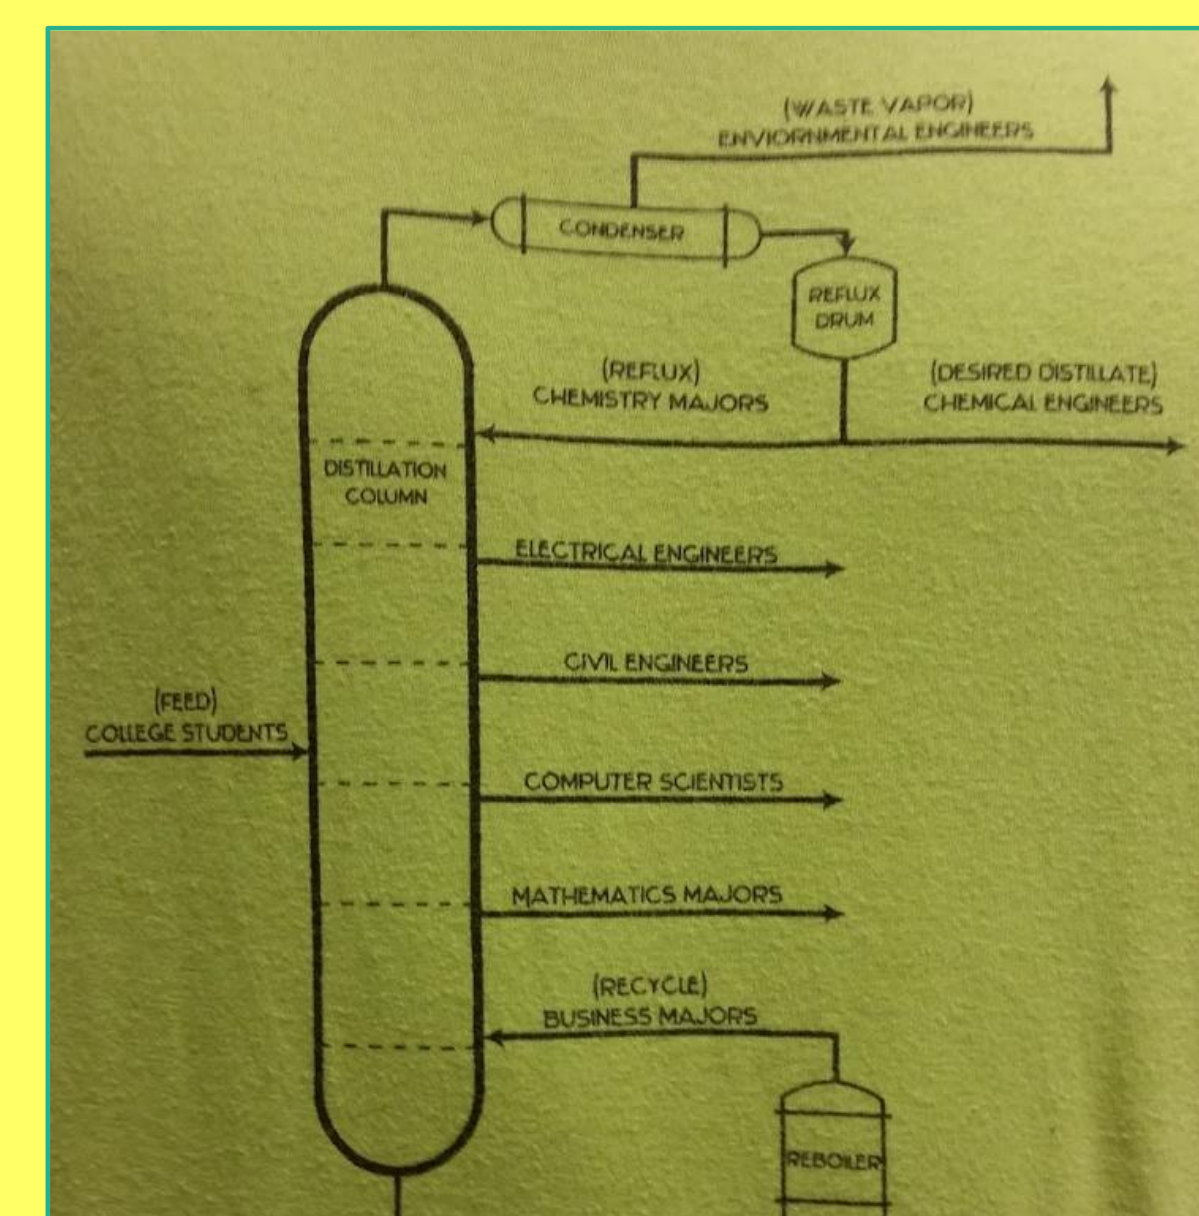 (WASTE VAPOR)
ENVIORNMENTAL ENGINEERS
CONDENSER
REFLUX
DRUM
(REFLUX)
CHEMISTRY MAJORS
(DESIRED DISTILLATE)
CHEMICAL ENGINEERS
DISTILLATION
COLUMN
ELECTRICAL ENGINEERS
CIVIL ENGINEERS
(FEED)
COLLEGE STUDENTS
COMPUTER SCIENTISTS
MATHEMATICS MAJORS
(RECYCLE)
BUSINESS MAJORS
REBOILER